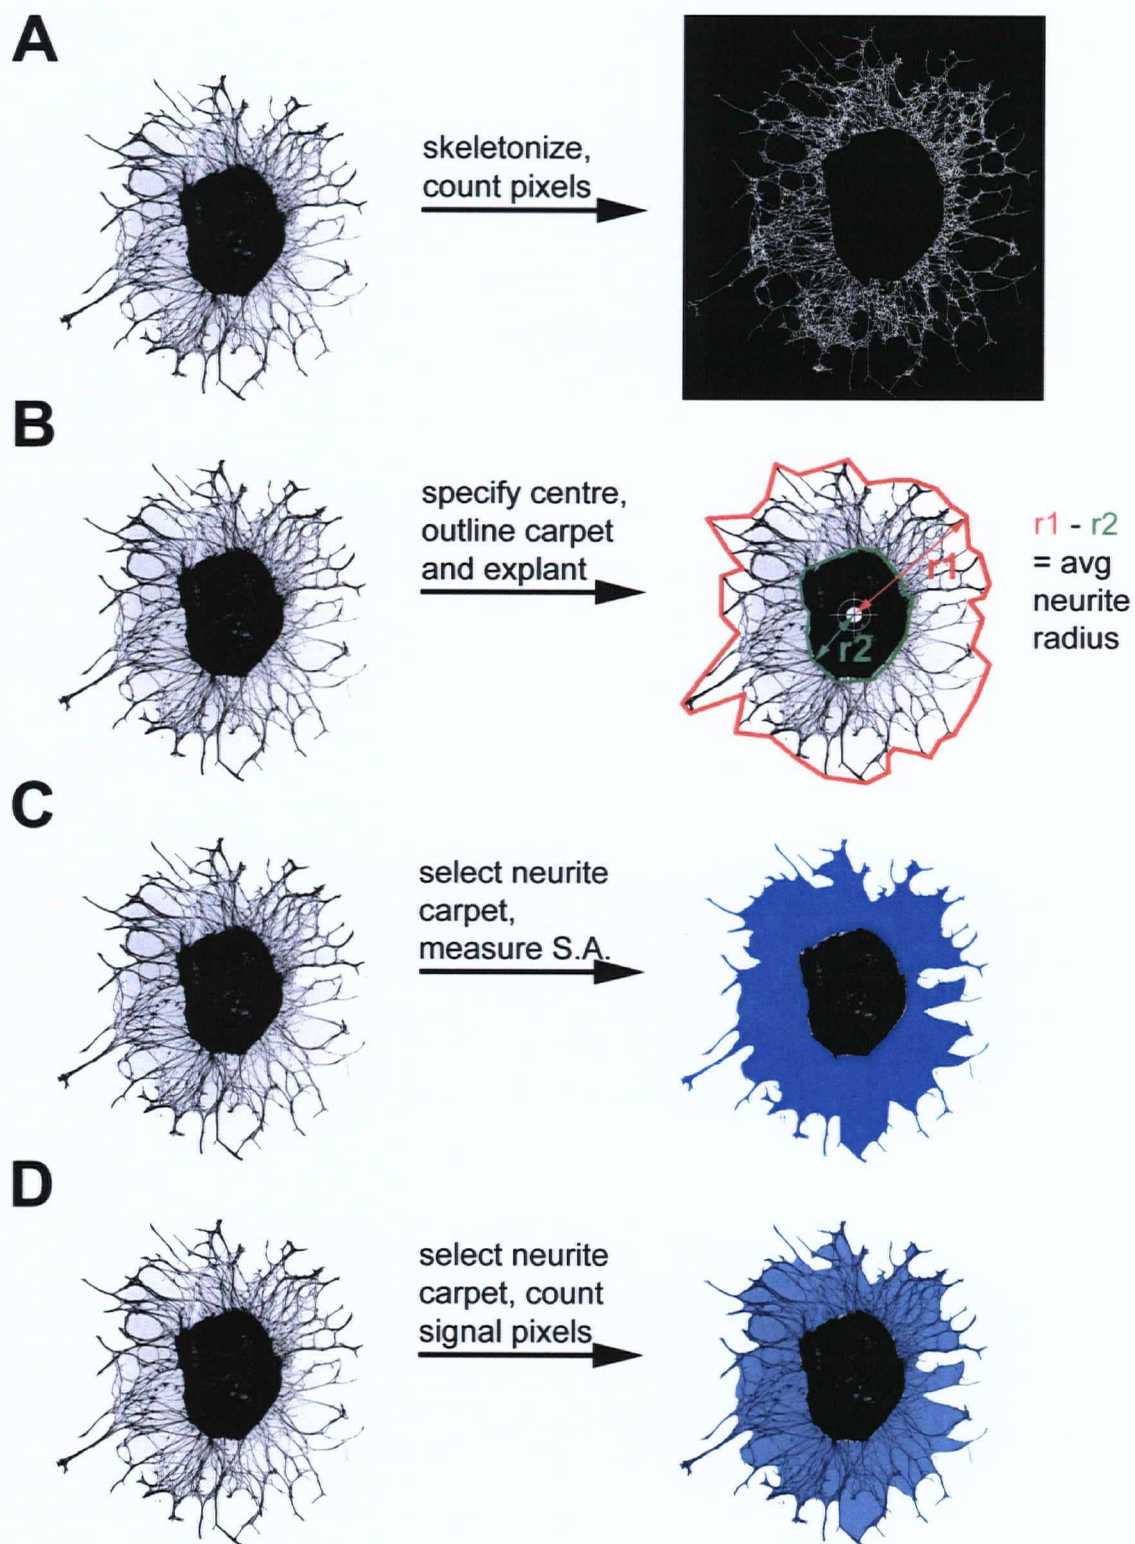 A
skeletonize,
count pixels
B
specify centre,
outline carpet
and explant
r1
r2
r1 - r2
= avg
neurite
radius
C
select neurite
carpet,
measure S.A.
D
select neurite
carpet, count
signal pixels